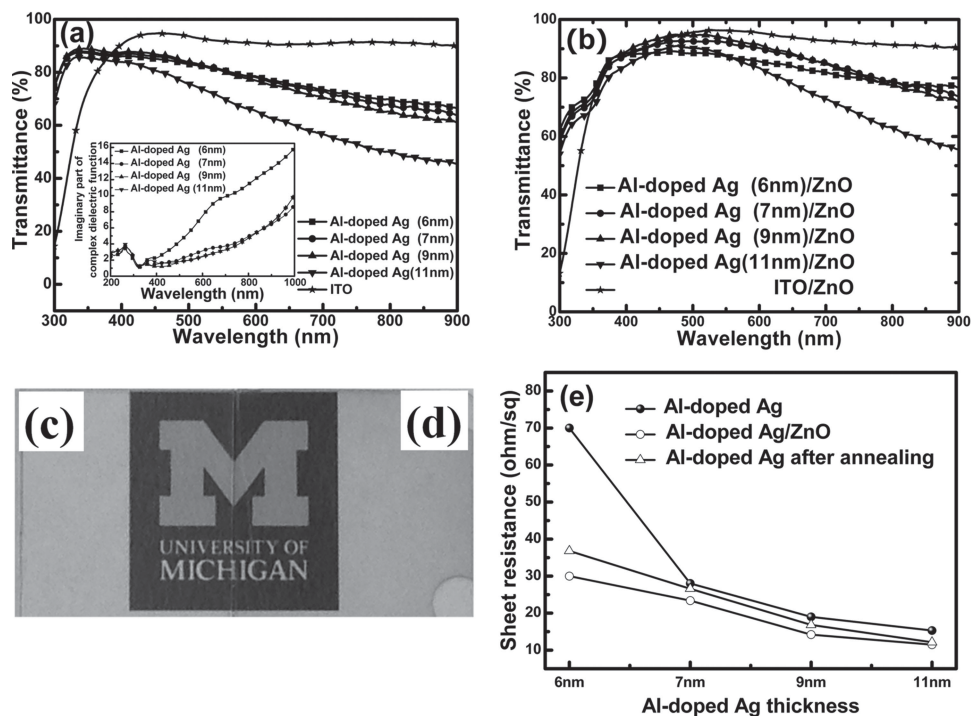 (a)
100
80
60
40
20
0
Transmittance (%)
300 400 500 600 700 800 900
Wavelength (nm)
Al-doped Ag (6nm)
Al-doped Ag (7nm)
Al-doped Ag (9nm)
Al-doped Ag(11nm)
ITO
16
14
12
10
8
6
4
2
0
Imaginary part of
complex dielectric function
Al-doped Ag (6nm)
Al-doped Ag (7nm)
Al-doped Ag (9nm)
Al-doped Ag (11nm)
200 400 600 800 1000
Wavelength (nm)
(b)
100
80
60
40
20
0
Transmittance (%)
Al-doped Ag (6nm)/ZnO
Al-doped Ag (7nm)/ZnO
Al-doped Ag (9nm)/ZnO
Al-doped Ag(11nm)/ZnO
ITO/ZnO
300 400 500 600 700 800 900
Wavelength (nm)
(c)
(d)
M
UNIVERSITY OF
MICHIGAN
(e)
80
70
60
50
40
30
20
10
Sheet resistance (ohm/sq)
Al-doped Ag
Al-doped Ag/ZnO
Al-doped Ag after annealing
6nm 7nm 9nm 11nm
Al-doped Ag thickness